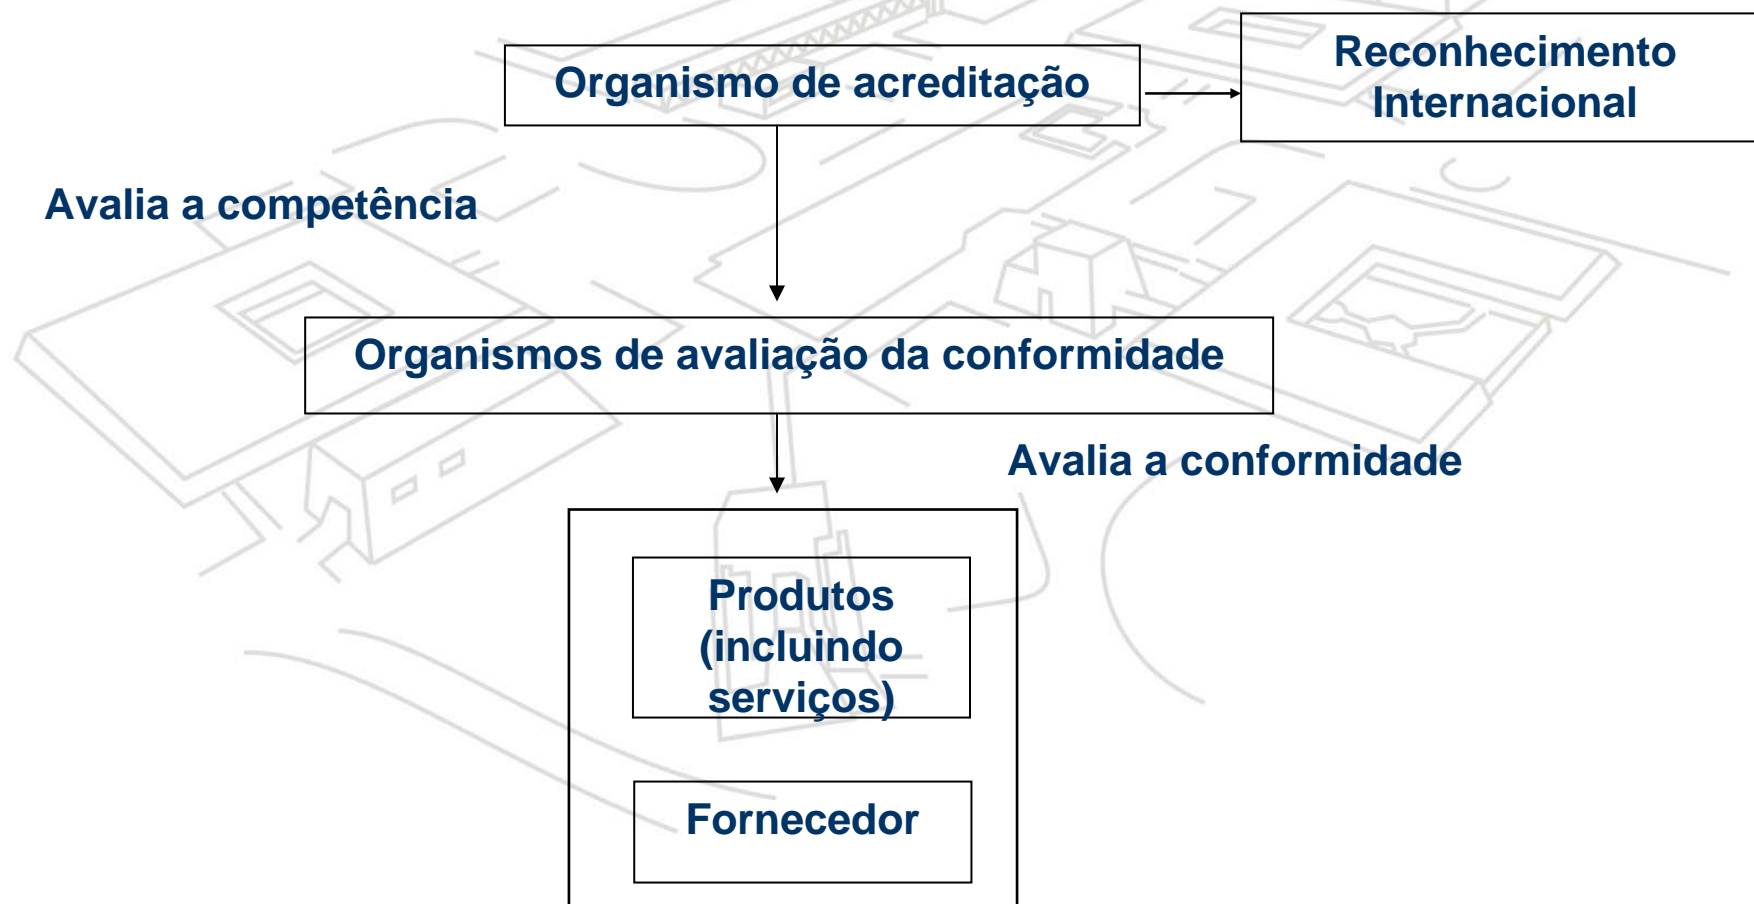 Organismo de acreditação
Reconhecimento
Internacional
Avalia a competência
Organismos de avaliação da conformidade
Avalia a conformidade
Produtos
(incluindo
serviços)
Fornecedor